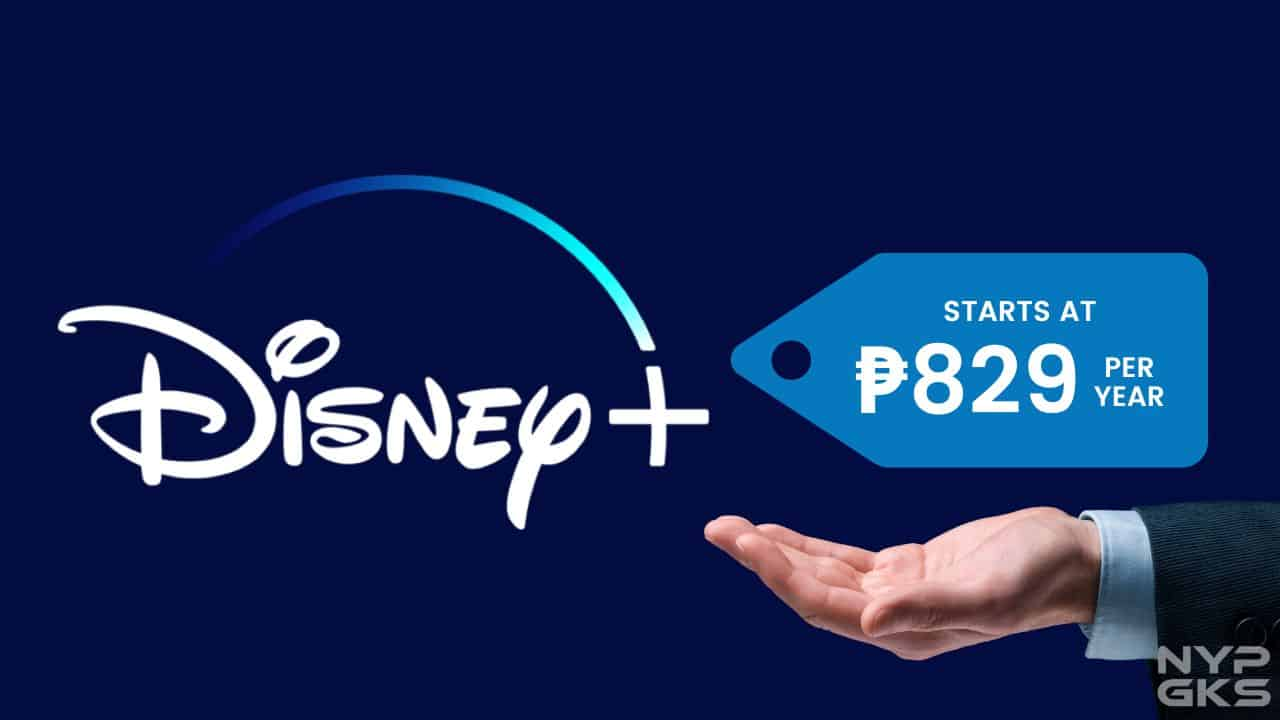 Disney+
STARTS AT
₱829
PER
YEAR
NYP
GKS